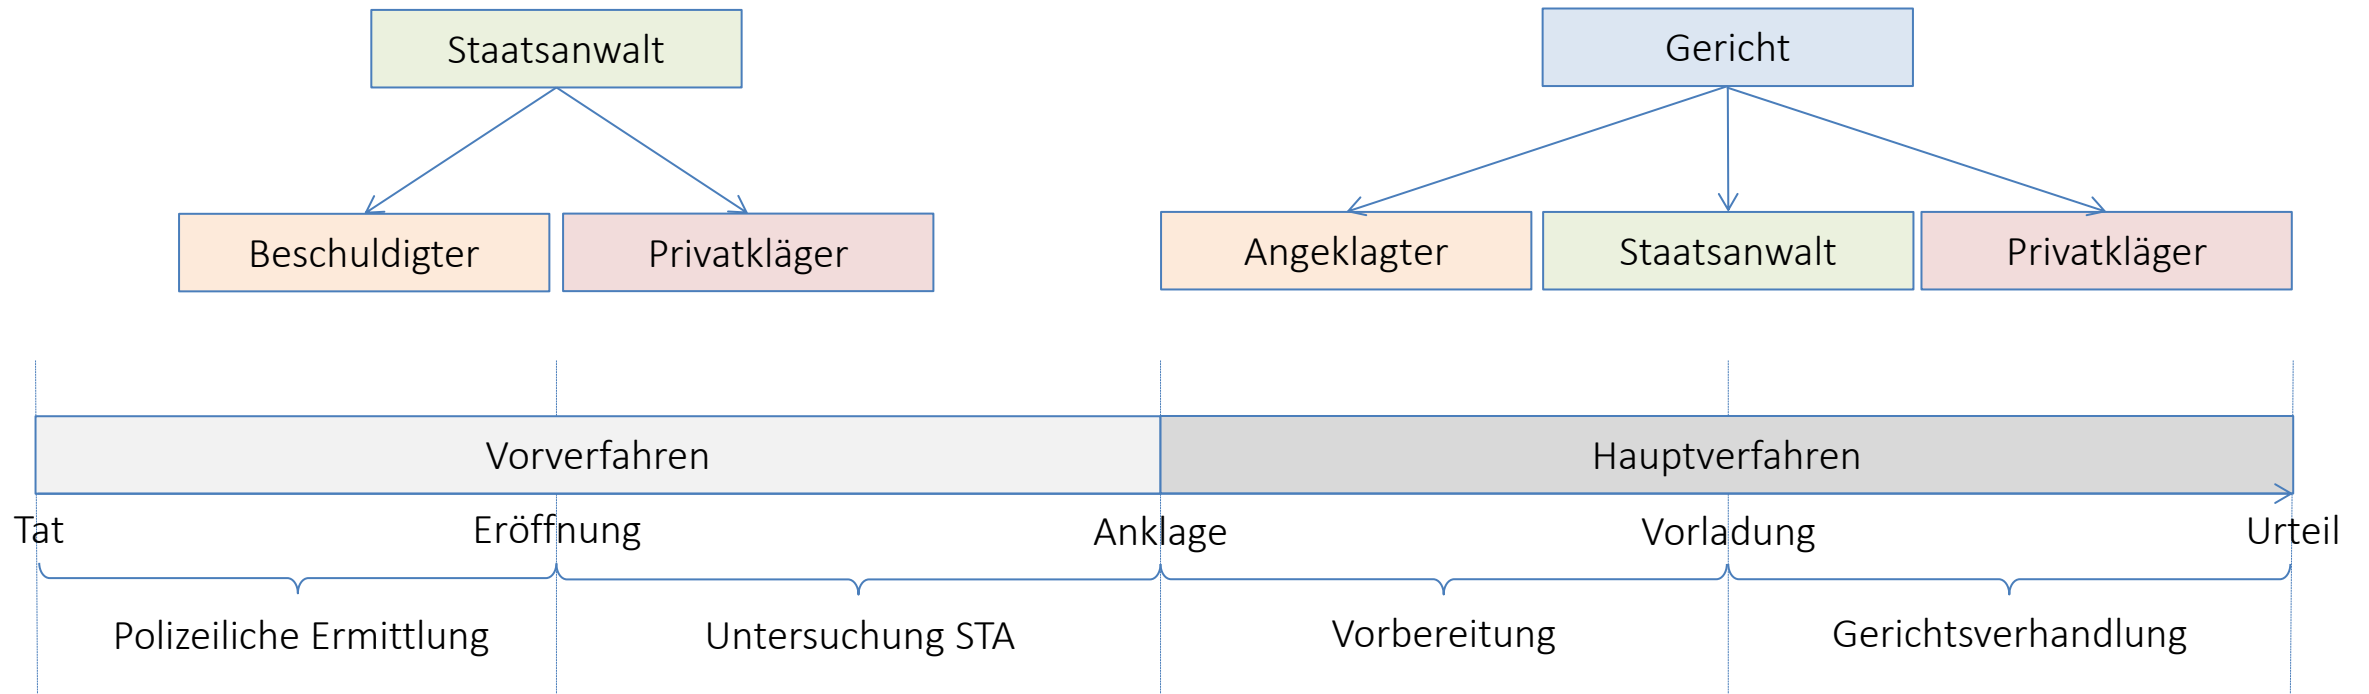 Staatsanwalt
Gericht
Beschuldigter
Privatkläger
Angeklagter
Staatsanwalt
Privatkläger
Vorverfahren
Hauptverfahren
Tat
Eröffnung
Anklage
Vorladung
Urteil
Polizeiliche Ermittlung
Untersuchung STA
Vorbereitung
Gerichtsverhandlung